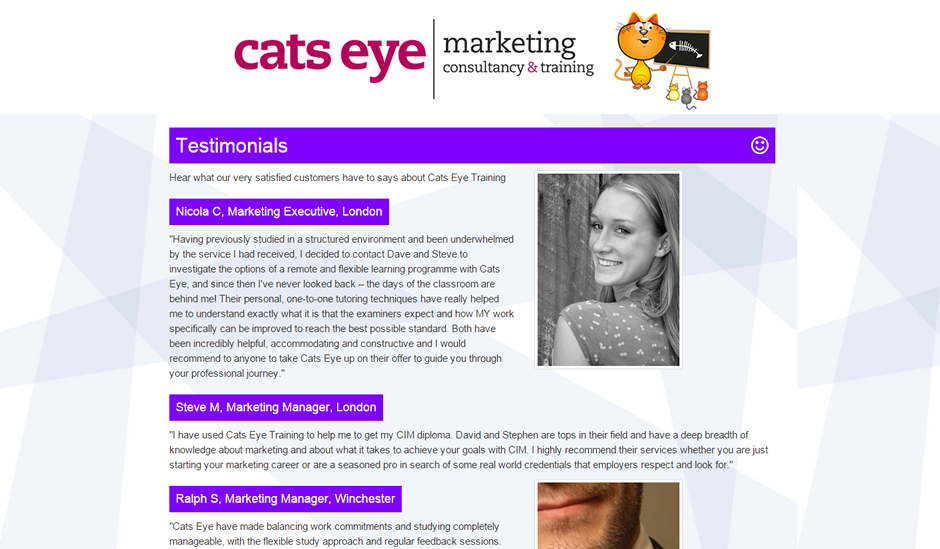 cats eye
marketing
consultancy & training
Testimonials
Hear what our very satisfied customers have to says about Cats Eye Training
Nicola C, Marketing Executive, London
"Having previously studied in a structured environment and been underwhelmed
by the service I had received, I decided to contact Dave and Steve to
investigate the options of a remote and flexible learning programme with Cats
Eye, and since then I've never looked back – the days of the classroom are
behind me! Their personal, one-to-one tutoring techniques have really helped
me to understand exactly what it is that the examiners expect and how MY work
specifically can be improved to reach the best possible standard. Both have
been incredibly helpful, accommodating and constructive and I would
recommend to anyone to take Cats Eye up on their offer to guide you through
your professional journey."
Steve M, Marketing Manager, London
"I have used Cats Eye Training to help me to get my CIM diploma. David and Stephen are tops in their field and have a deep breadth of
knowledge about marketing and about what it takes to achieve your goals with CIM. I highly recommend their services whether you are just
starting your marketing career or are a seasoned pro in search of some real world credentials that employers respect and look for."
Ralph S, Marketing Manager, Winchester
"Cats Eye have made balancing work commitments and studying completely
manageable, with the flexible study approach and regular feedback sessions.